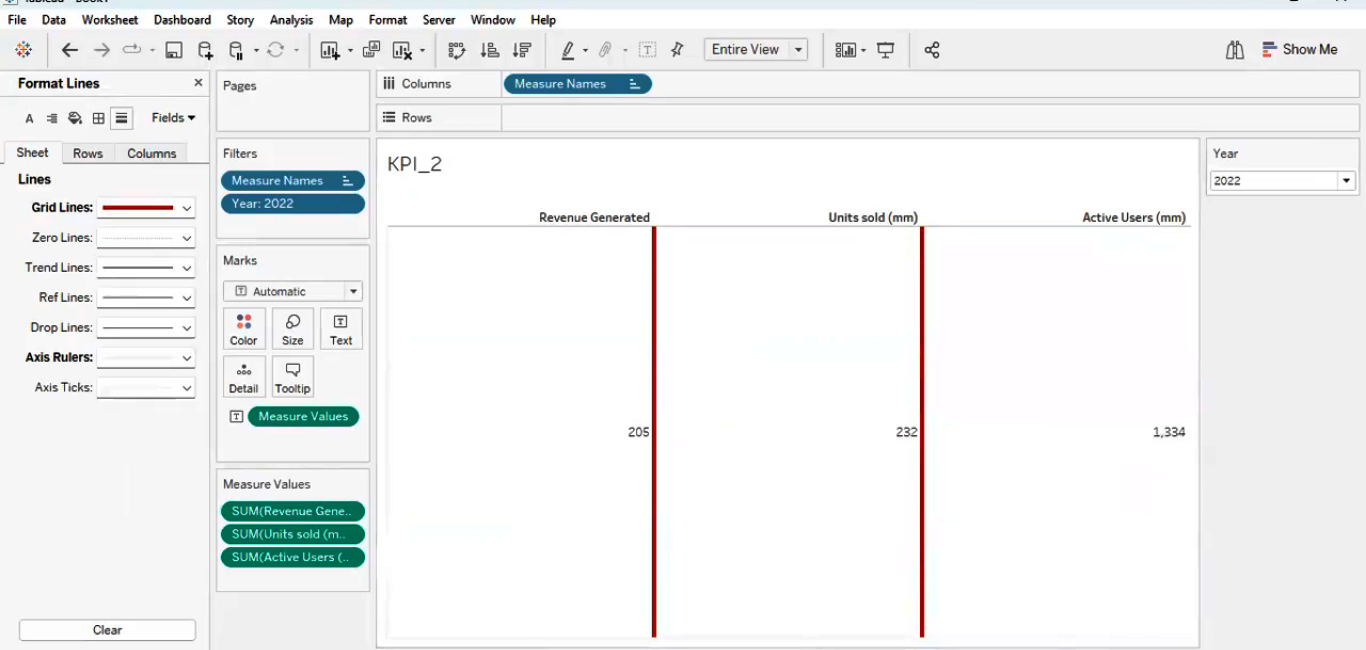 File Data Worksheet Dashboard Story Analysis Map Format Server Window Help
Entire View
Show Me
Format Lines
Fields
Sheet Rows Columns
Lines
Grid Lines:
Zero Lines:
Trend Lines:
Ref Lines:
Drop Lines:
Axis Rulers:
Axis Ticks:
Clear
Pages
Filters
Measure Names
Year: 2022
Marks
Automatic
Color Size Text
Detail Tooltip
Measure Values
Measure Values
SUM(Revenue Gene..
SUM(Units sold (m..
SUM(Active Users (..
Columns Measure Names
Rows
KPI_2
Revenue Generated Units sold (mm) Active Users (mm)
205 232 1,334
Year
2022